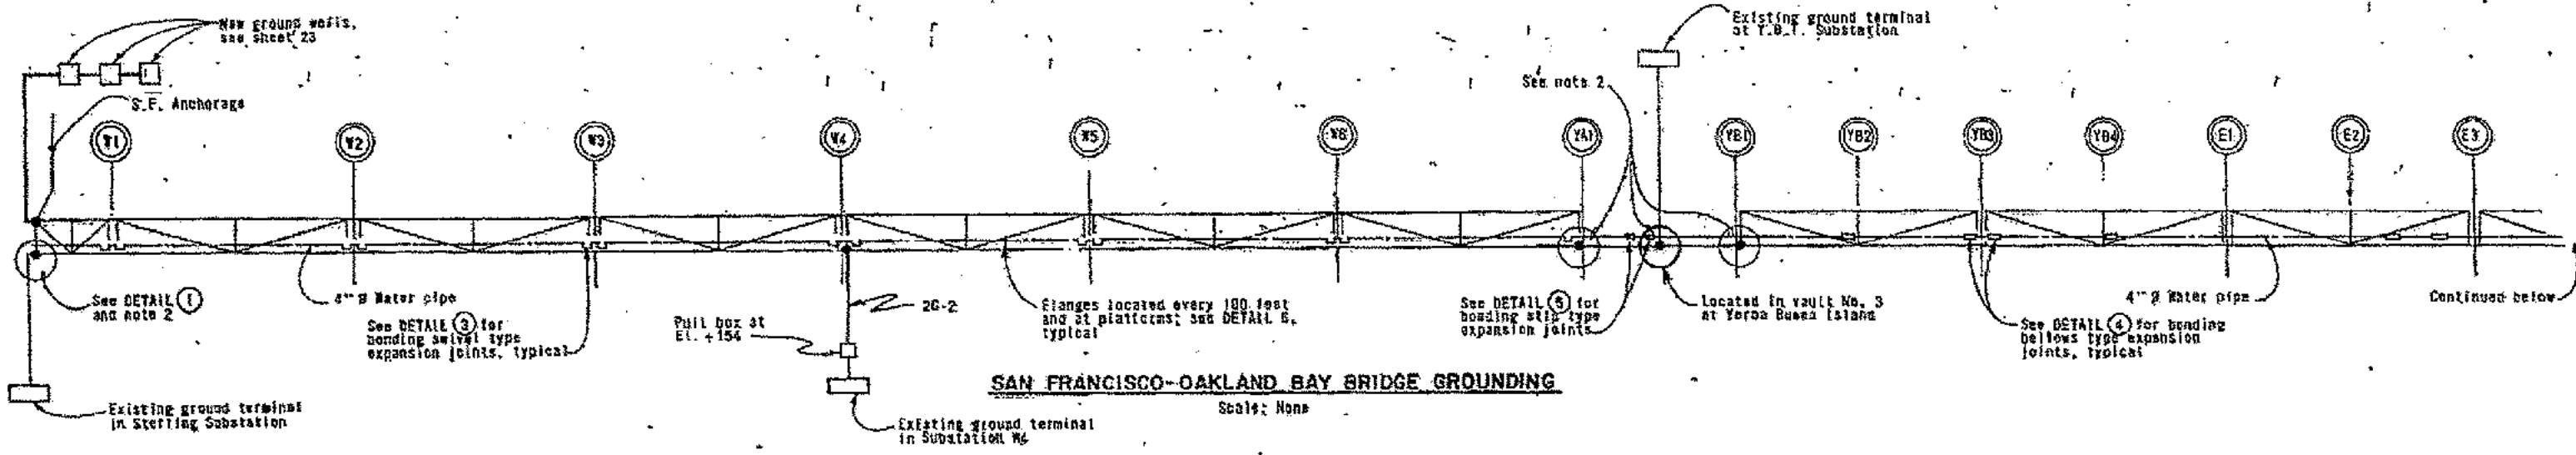 New ground wells,
see sheet 23
Existing ground terminal
at Y.B.I. Substation
See note 2
S.F. Anchorage
W1
W2
W3
W4
W5
W6
YA1
YB1
YB2
YB3
YB4
E1
E2
E3
See DETAIL 1
and note 2
4" ø Water pipe
See DETAIL 3 for
bonding swivel type
expansion joints, typical
Pull box at
El. +154
2G-2
Flanges located every 100 feet
and at platforms; see DETAIL 6,
typical
See DETAIL 5 for
bonding slip type
expansion joints
Located in vault No. 3
at Yerba Buena Island
4" ø Water pipe
See DETAIL 4 for bonding
bellows type expansion
joints, typical
Continued below
Existing ground terminal
in Sterling Substation
Existing ground terminal
in Substation W4
SAN FRANCISCO-OAKLAND BAY BRIDGE GROUNDING
Scale: None